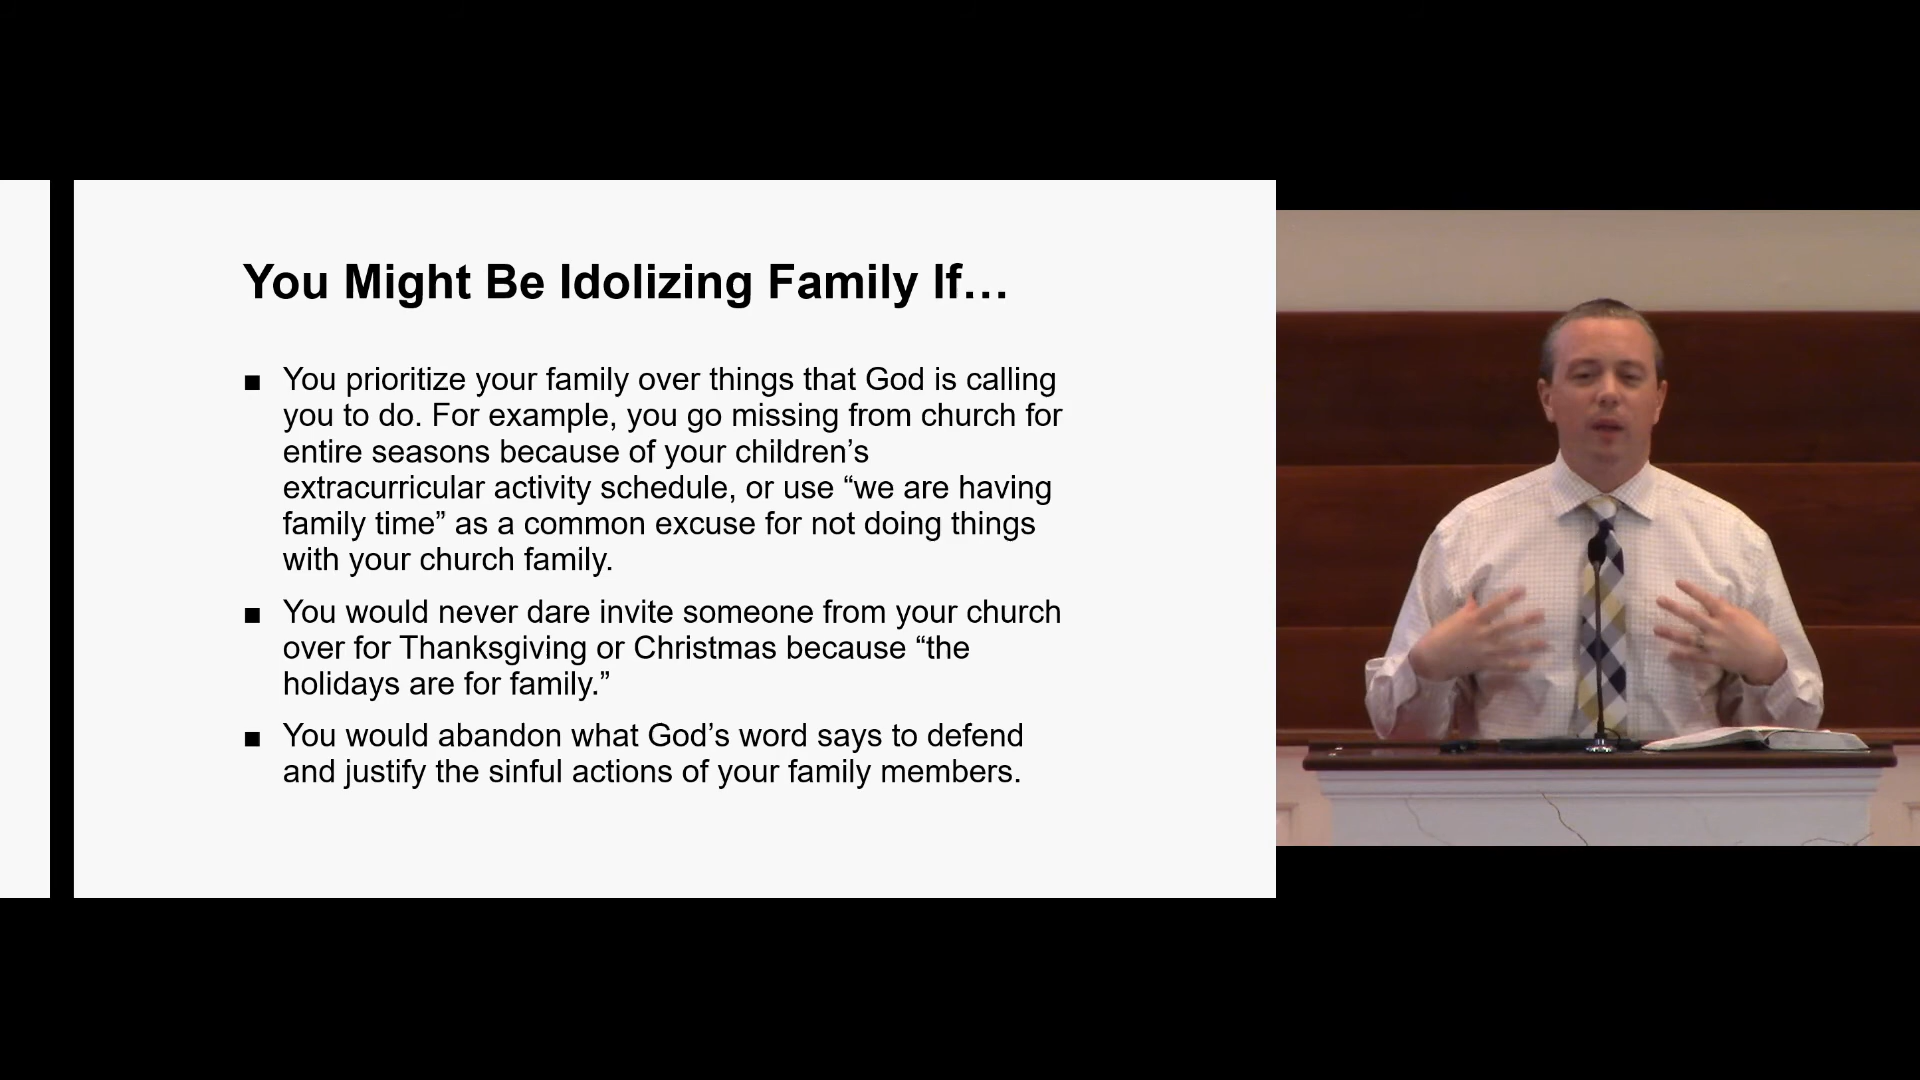 You Might Be Idolizing Family If…
■ You prioritize your family over things that God is calling
you to do. For example, you go missing from church for
entire seasons because of your children’s
extracurricular activity schedule, or use “we are having
family time” as a common excuse for not doing things
with your church family.
■ You would never dare invite someone from your church
over for Thanksgiving or Christmas because “the
holidays are for family.”
■ You would abandon what God’s word says to defend
and justify the sinful actions of your family members.